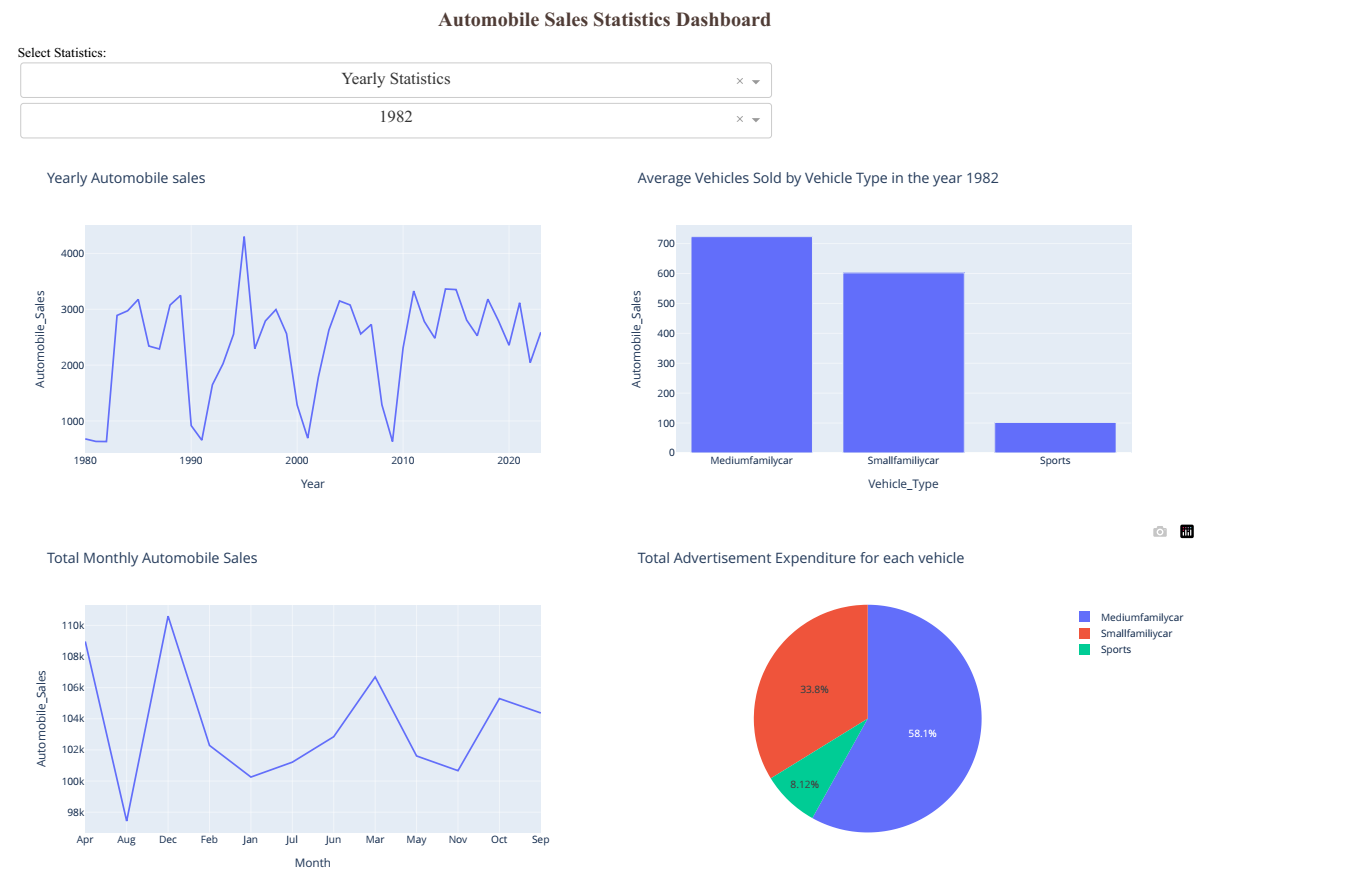 Automobile Sales Statistics Dashboard
Select Statistics:
Yearly Statistics
×
1982
×
Yearly Automobile sales
4000
3000
2000
1000
Automobile_Sales
1980 1990 2000 2010 2020
Year
Average Vehicles Sold by Vehicle Type in the year 1982
700
600
500
400
300
200
100
0
Automobile_Sales
Mediumfamilycar Smallfamiliycar Sports
Vehicle_Type
Total Monthly Automobile Sales
110k
108k
106k
104k
102k
100k
98k
Automobile_Sales
Apr Aug Dec Feb Jan Jul Jun Mar May Nov Oct Sep
Month
Total Advertisement Expenditure for each vehicle
33.8%
58.1%
8.12%
Mediumfamilycar
Smallfamiliycar
Sports